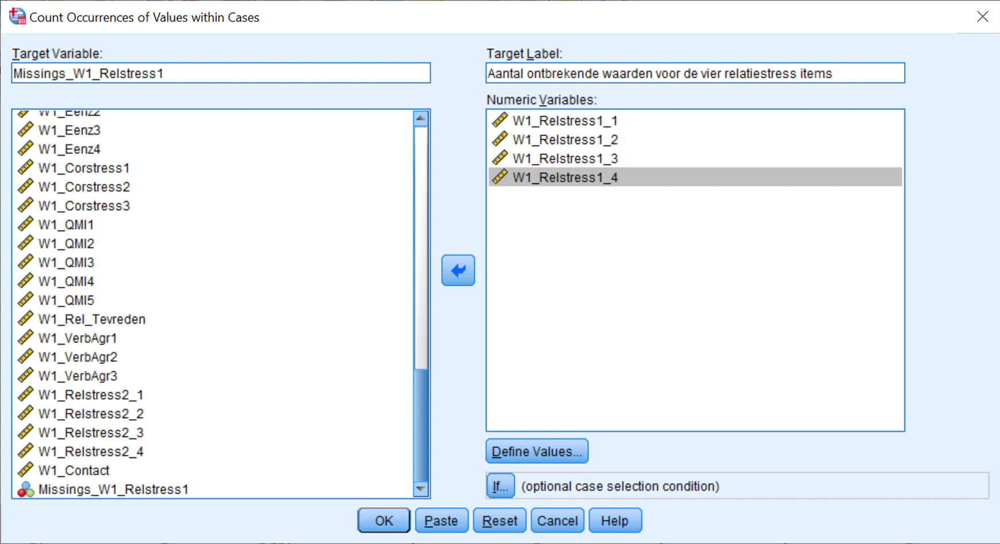 Count Occurrences of Values within Cases
Target Variable:
Missings_W1_Relstress1
W1_Eenz2
W1_Eenz3
W1_Eenz4
W1_Corstress1
W1_Corstress2
W1_Corstress3
W1_QMI1
W1_QMI2
W1_QMI3
W1_QMI4
W1_QMI5
W1_Rel_Tevreden
W1_VerbAgr1
W1_VerbAgr2
W1_VerbAgr3
W1_Relstress2_1
W1_Relstress2_2
W1_Relstress2_3
W1_Relstress2_4
W1_Contact
Missings_W1_Relstress1
Target Label:
Aantal ontbrekende waarden voor de vier relatiestress items
Numeric Variables:
W1_Relstress1_1
W1_Relstress1_2
W1_Relstress1_3
W1_Relstress1_4
Define Values...
If... (optional case selection condition)
OK Paste Reset Cancel Help